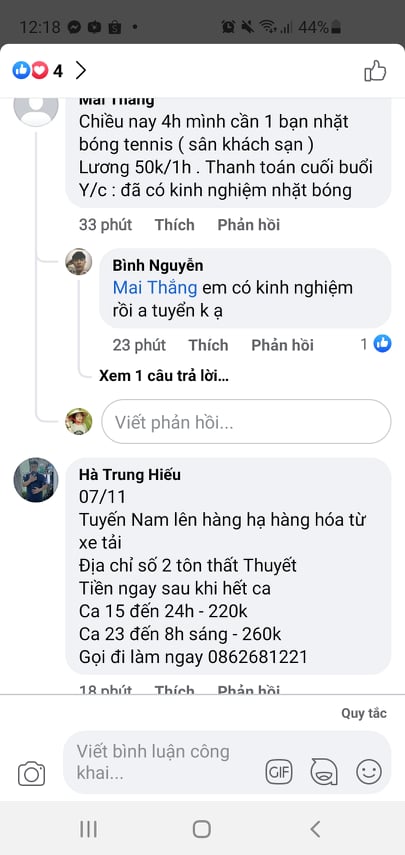 12:18
44%
4
Mai Thắng
Chiều nay 4h mình cần 1 bạn nhặt
bóng tennis ( sân khách sạn )
Lương 50k/1h . Thanh toán cuối buổi
Y/c : đã có kinh nghiệm nhặt bóng
33 phút Thích Phản hồi
Bình Nguyễn
Mai Thắng em có kinh nghiệm
rồi a tuyển k ạ
23 phút Thích Phản hồi 1
Xem 1 câu trả lời...
Viết phản hồi...
Hà Trung Hiếu
07/11
Tuyến Nam lên hàng hạ hàng hóa từ
xe tải
Địa chỉ số 2 tôn thất Thuyết
Tiền ngay sau khi hết ca
Ca 15 đến 24h - 220k
Ca 23 đến 8h sáng - 260k
Gọi đi làm ngay 0862681221
18 phút Thích Phản hồi
Quy tắc
Viết bình luận công
khai...
GIF